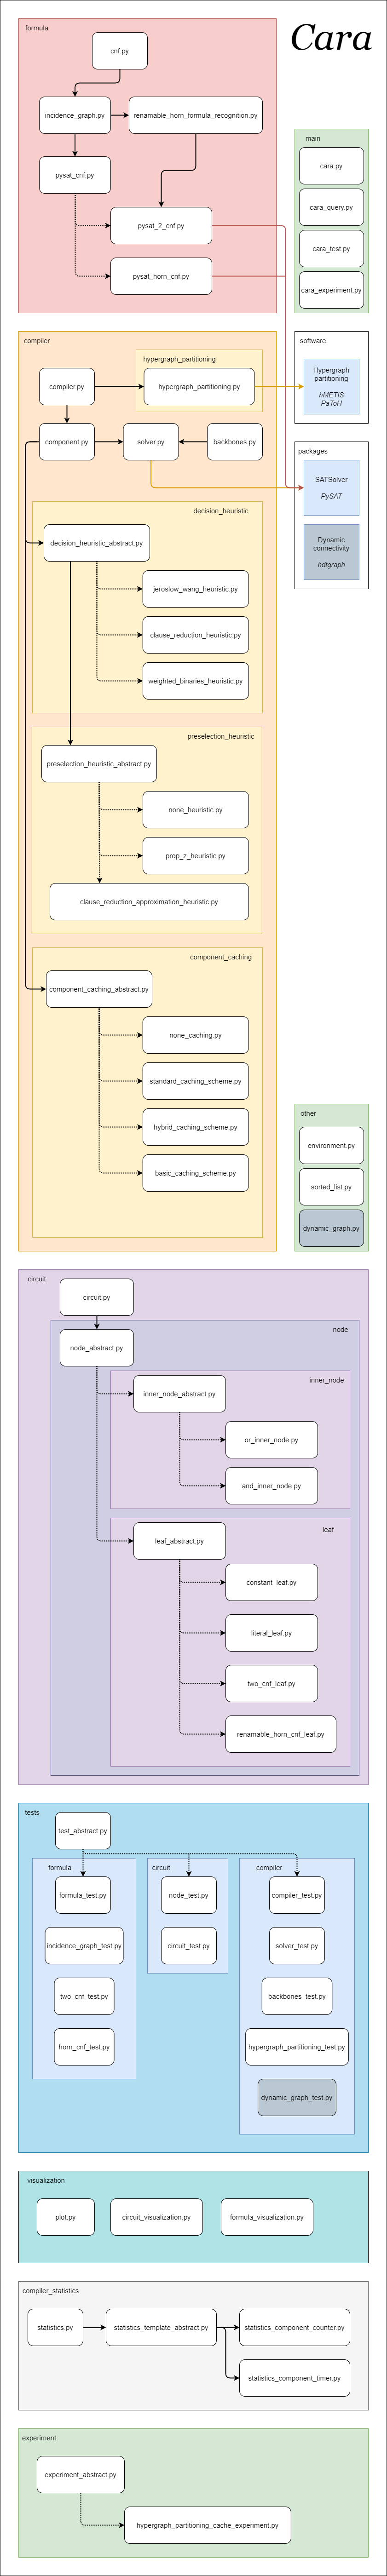 Cara
formula
cnf.py
incidence_graph.py
renamable_horn_formula_recognition.py
pysat_cnf.py
pysat_2_cnf.py
pysat_horn_cnf.py
main
cara.py
cara_query.py
cara_test.py
cara_experiment.py
compiler
hypergraph_partitioning
compiler.py
hypergraph_partitioning.py
component.py
solver.py
backbones.py
software
Hypergraph
partitioning
hMETIS
PaToH
packages
SATSolver
PySAT
Dynamic
connectivity
hdtgraph
decision_heuristic
decision_heuristic_abstract.py
jeroslow_wang_heuristic.py
clause_reduction_heuristic.py
weighted_binaries_heuristic.py
preselection_heuristic
preselection_heuristic_abstract.py
none_heuristic.py
prop_z_heuristic.py
clause_reduction_approximation_heuristic.py
component_caching
component_caching_abstract.py
none_caching.py
standard_caching_scheme.py
hybrid_caching_scheme.py
basic_caching_scheme.py
other
environment.py
sorted_list.py
dynamic_graph.py
circuit
circuit.py
node
node_abstract.py
inner_node
inner_node_abstract.py
or_inner_node.py
and_inner_node.py
leaf
leaf_abstract.py
constant_leaf.py
literal_leaf.py
two_cnf_leaf.py
renamable_horn_cnf_leaf.py
tests
test_abstract.py
formula
formula_test.py
incidence_graph_test.py
two_cnf_test.py
horn_cnf_test.py
circuit
node_test.py
circuit_test.py
compiler
compiler_test.py
solver_test.py
backbones_test.py
hypergraph_partitioning_test.py
dynamic_graph_test.py
visualization
plot.py
circuit_visualization.py
formula_visualization.py
compiler_statistics
statistics.py
statistics_template_abstract.py
statistics_component_counter.py
statistics_component_timer.py
experiment
experiment_abstract.py
hypergraph_partitioning_cache_experiment.py